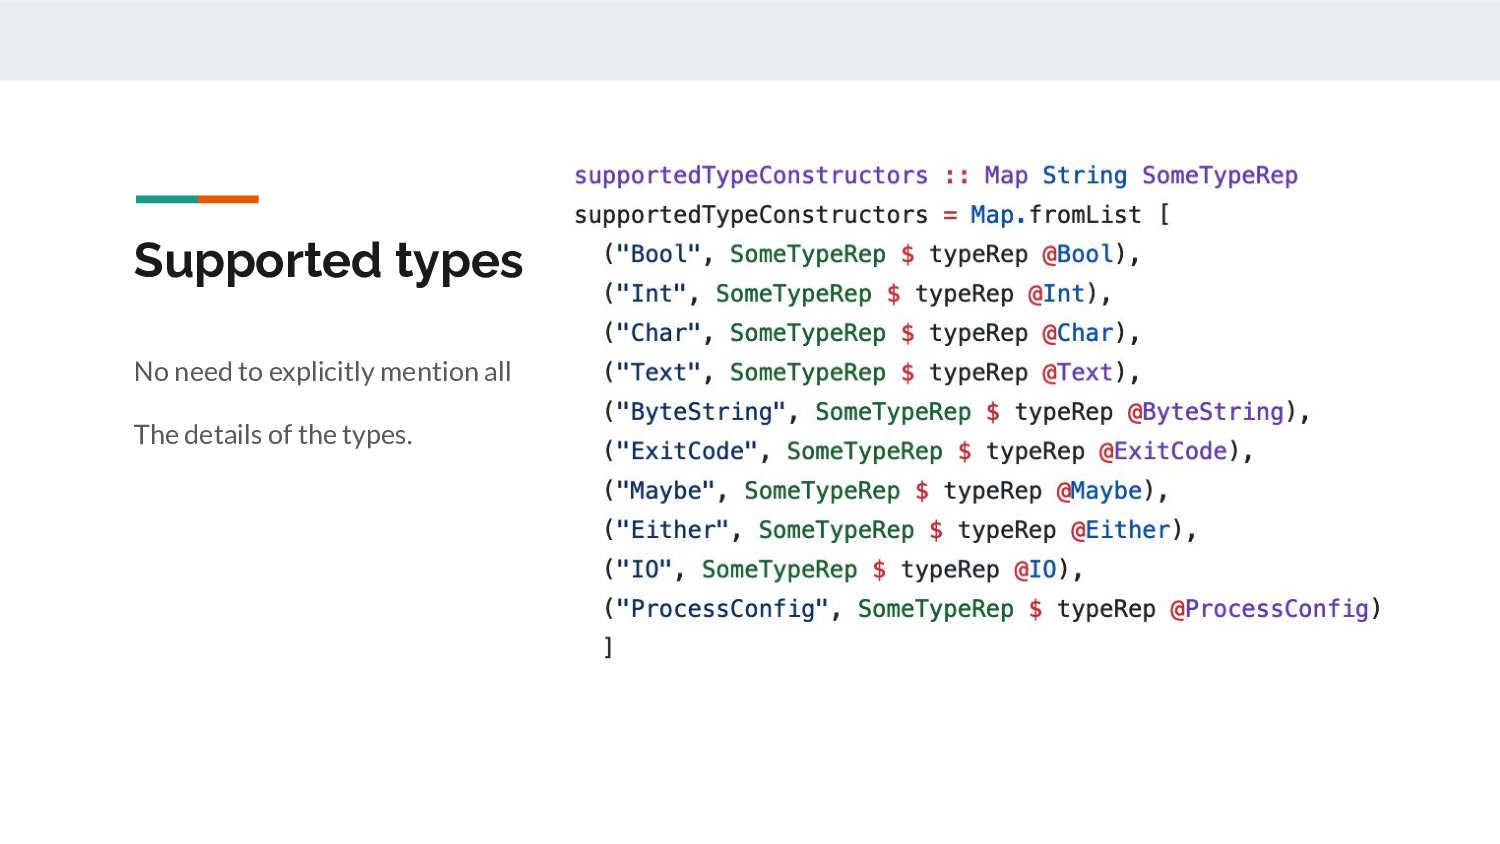 Supported types
No need to explicitly mention all
The details of the types.
supportedTypeConstructors :: Map String SomeTypeRep
supportedTypeConstructors = Map.fromList [
("Bool", SomeTypeRep $ typeRep @Bool),
("Int", SomeTypeRep $ typeRep @Int),
("Char", SomeTypeRep $ typeRep @Char),
("Text", SomeTypeRep $ typeRep @Text),
("ByteString", SomeTypeRep $ typeRep @ByteString),
("ExitCode", SomeTypeRep $ typeRep @ExitCode),
("Maybe", SomeTypeRep $ typeRep @Maybe),
("Either", SomeTypeRep $ typeRep @Either),
("IO", SomeTypeRep $ typeRep @IO),
("ProcessConfig", SomeTypeRep $ typeRep @ProcessConfig)
]